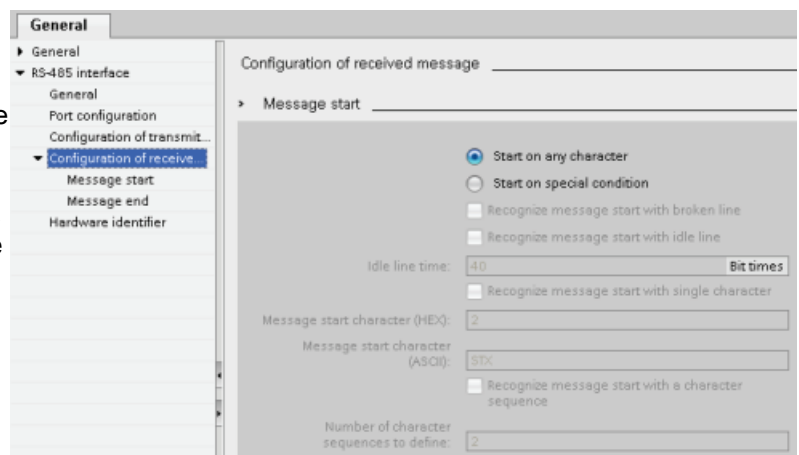 General
General
RS-485 interface
General
Port configuration
Configuration of transmit...
Configuration of receive...
Message start
Message end
Hardware identifier
e
e
Configuration of received message
Message start
Start on any character
Start on special condition
Recognize message start with broken line
Recognize message start with idle line
Idle line time: 40 Bit times
Recognize message start with single character
Message start character (HEX): 2
Message start character
(ASCII): STX
Recognize message start with a character
sequence
Number of character
sequences to define: 2